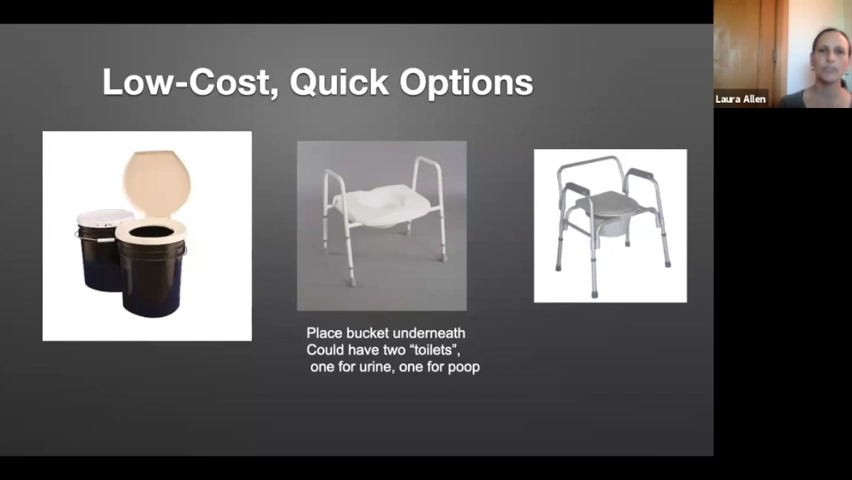 Low-Cost, Quick Options
Place bucket underneath
Could have two “toilets”,
one for urine, one for poop
Laura Allen